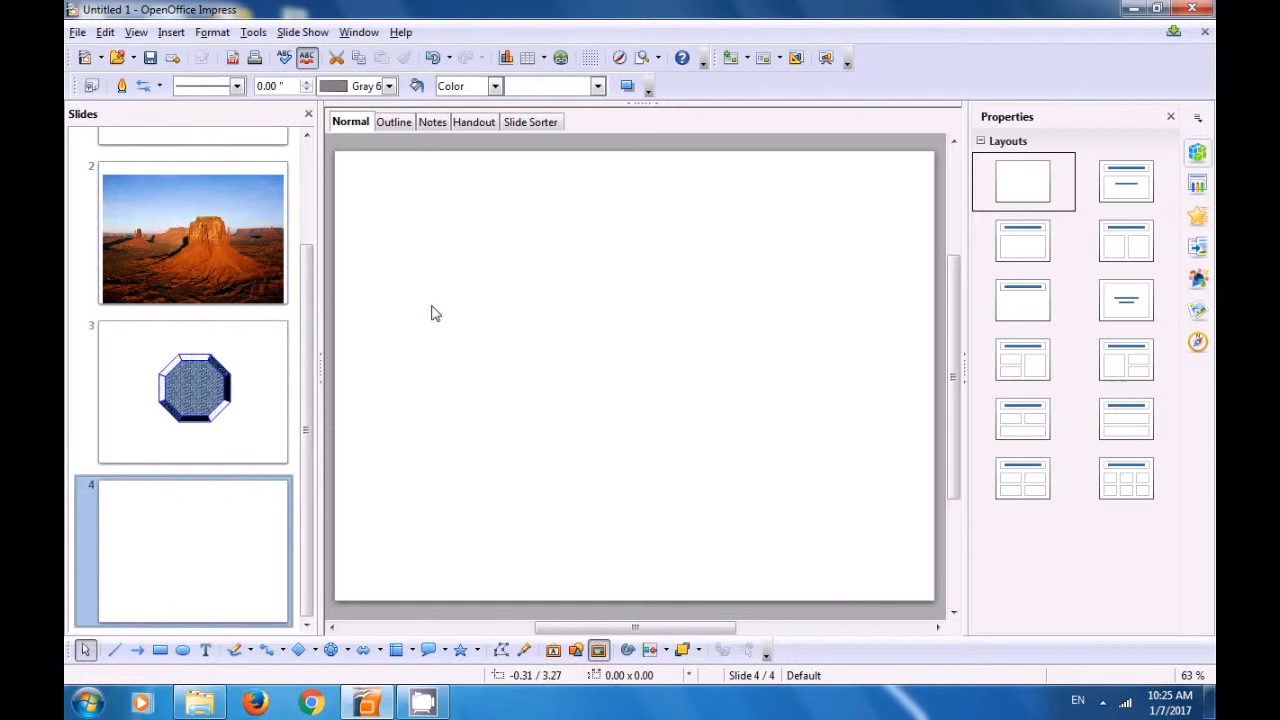 Untitled 1 - OpenOffice Impress
File Edit View Insert Format Tools Slide Show Window Help
ABC ABC
0.00 " Gray 6 Color
Slides
Normal Outline Notes Handout Slide Sorter
Properties
Layouts
2
3
4
T
-0.31 / 3.27 0.00 x 0.00 * Slide 4 / 4 Default 63 %
EN 10:25 AM
1/7/2017